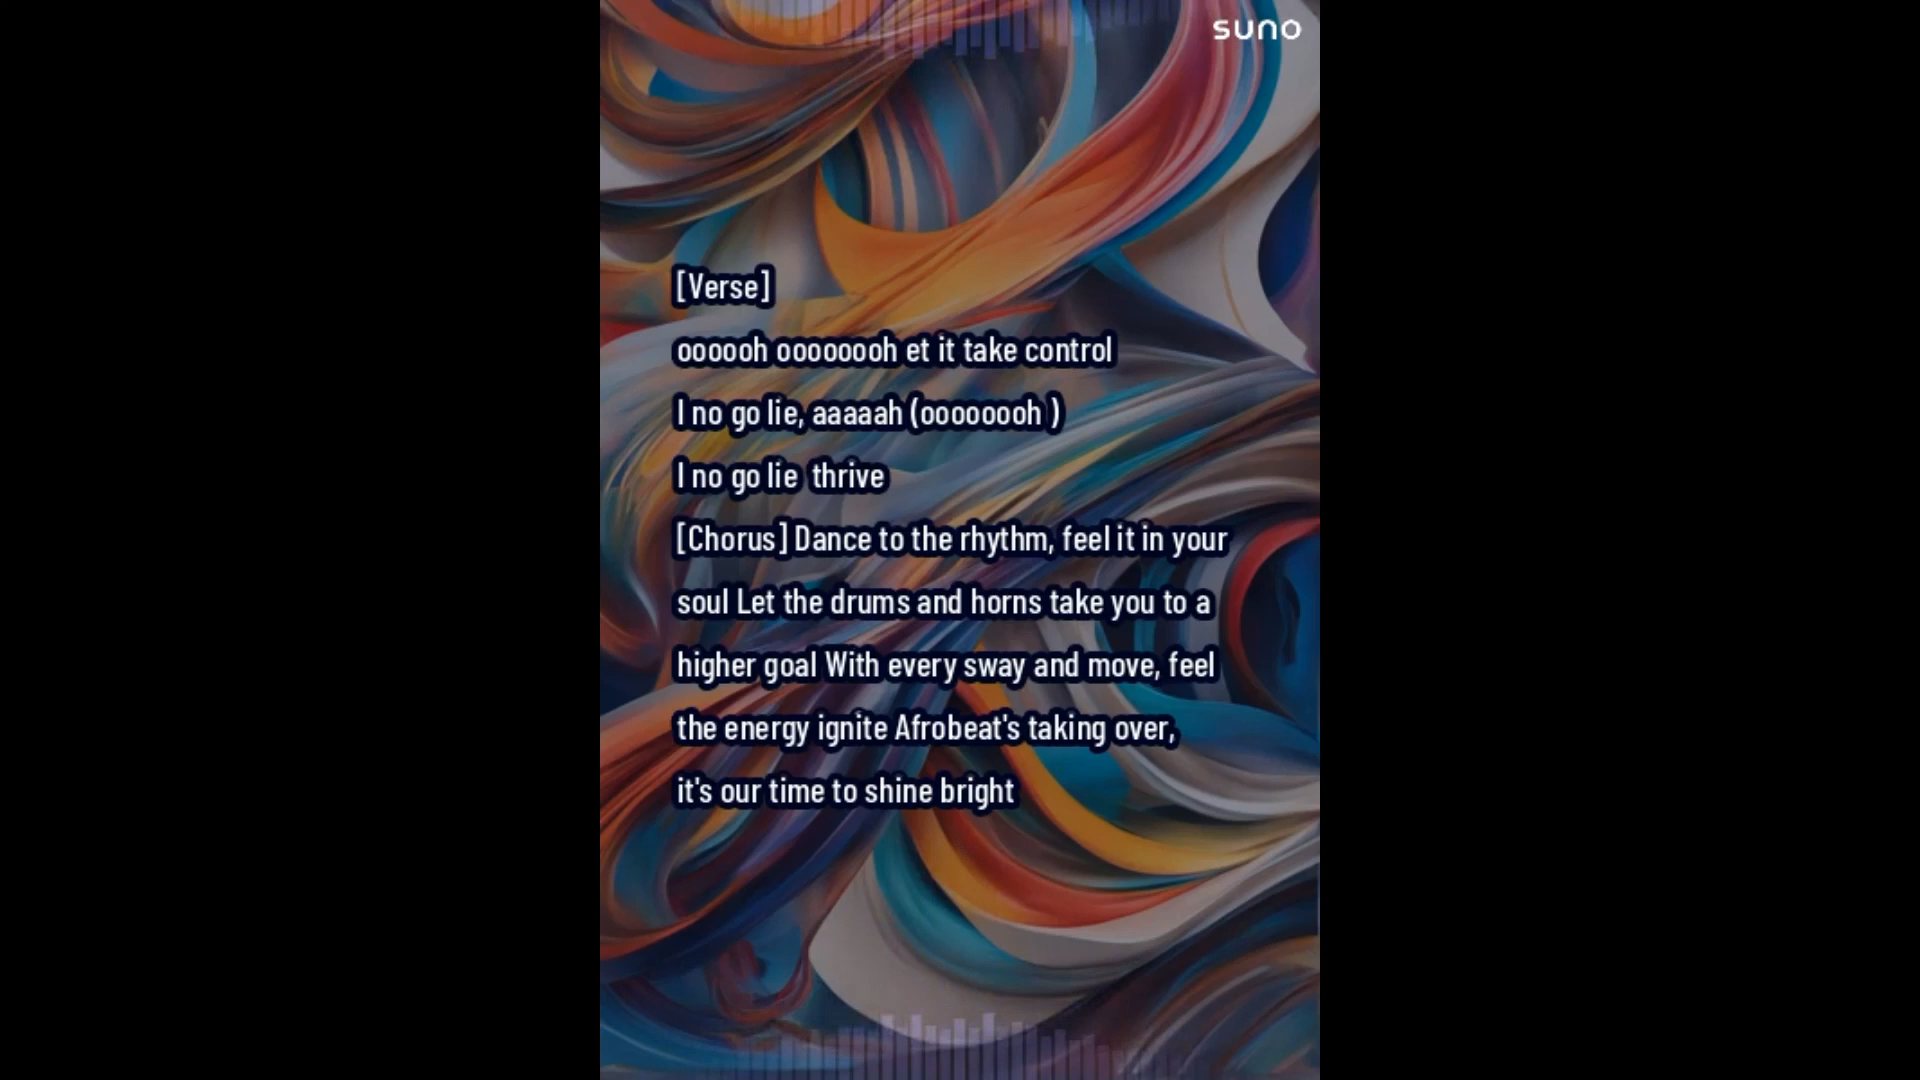 suno
[Verse]
oooooh oooooooh et it take control
I no go lie, aaaaah (oooooooh )
I no go lie  thrive
[Chorus] Dance to the rhythm, feel it in your
soul Let the drums and horns take you to a
higher goal With every sway and move, feel
the energy ignite Afrobeat's taking over,
it's our time to shine bright